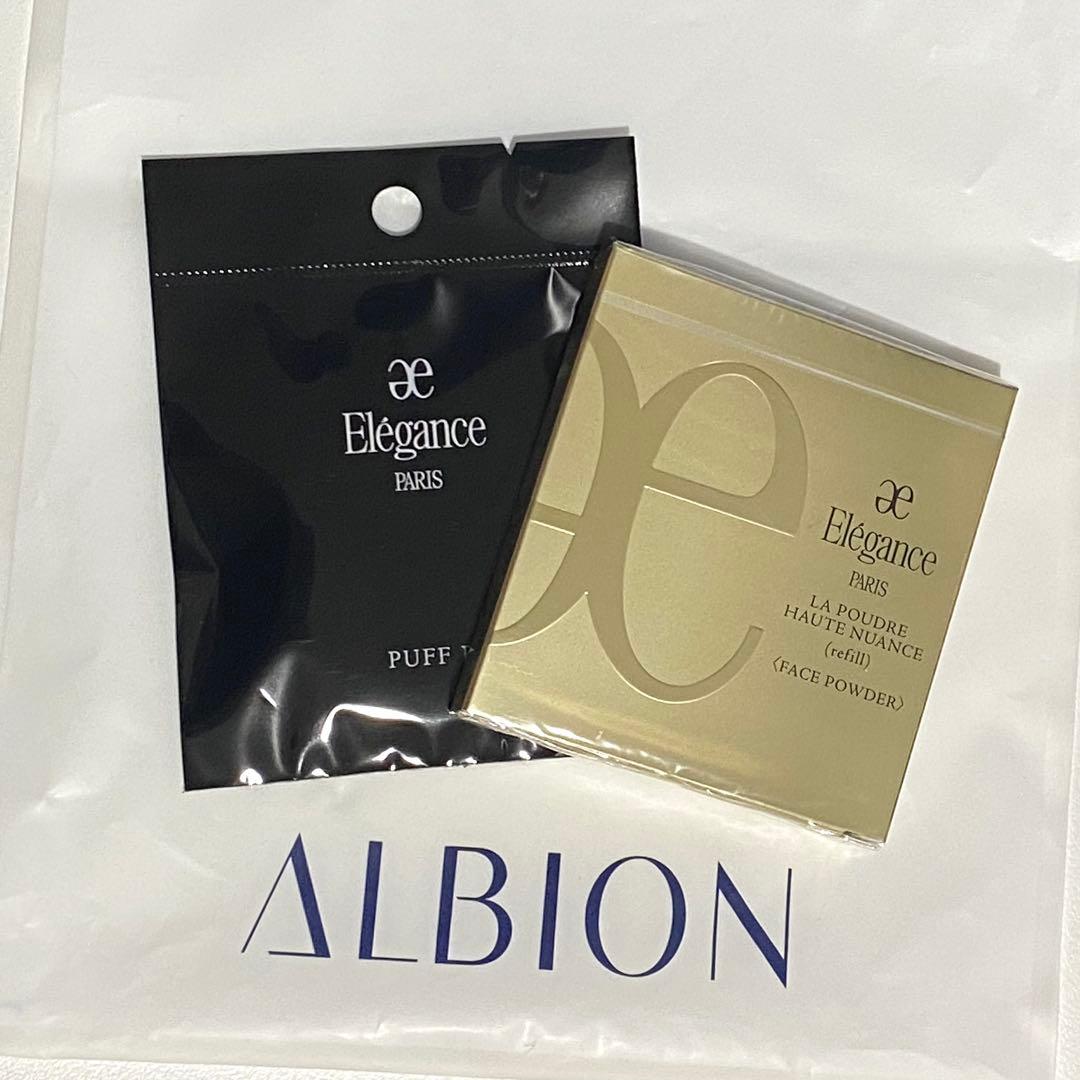 æ
Elégance
PARIS
PUFF
æ
æ
Elégance
PARIS
LA POUDRE
HAUTE NUANCE
(refill)
〈FACE POWDER〉
ALBION